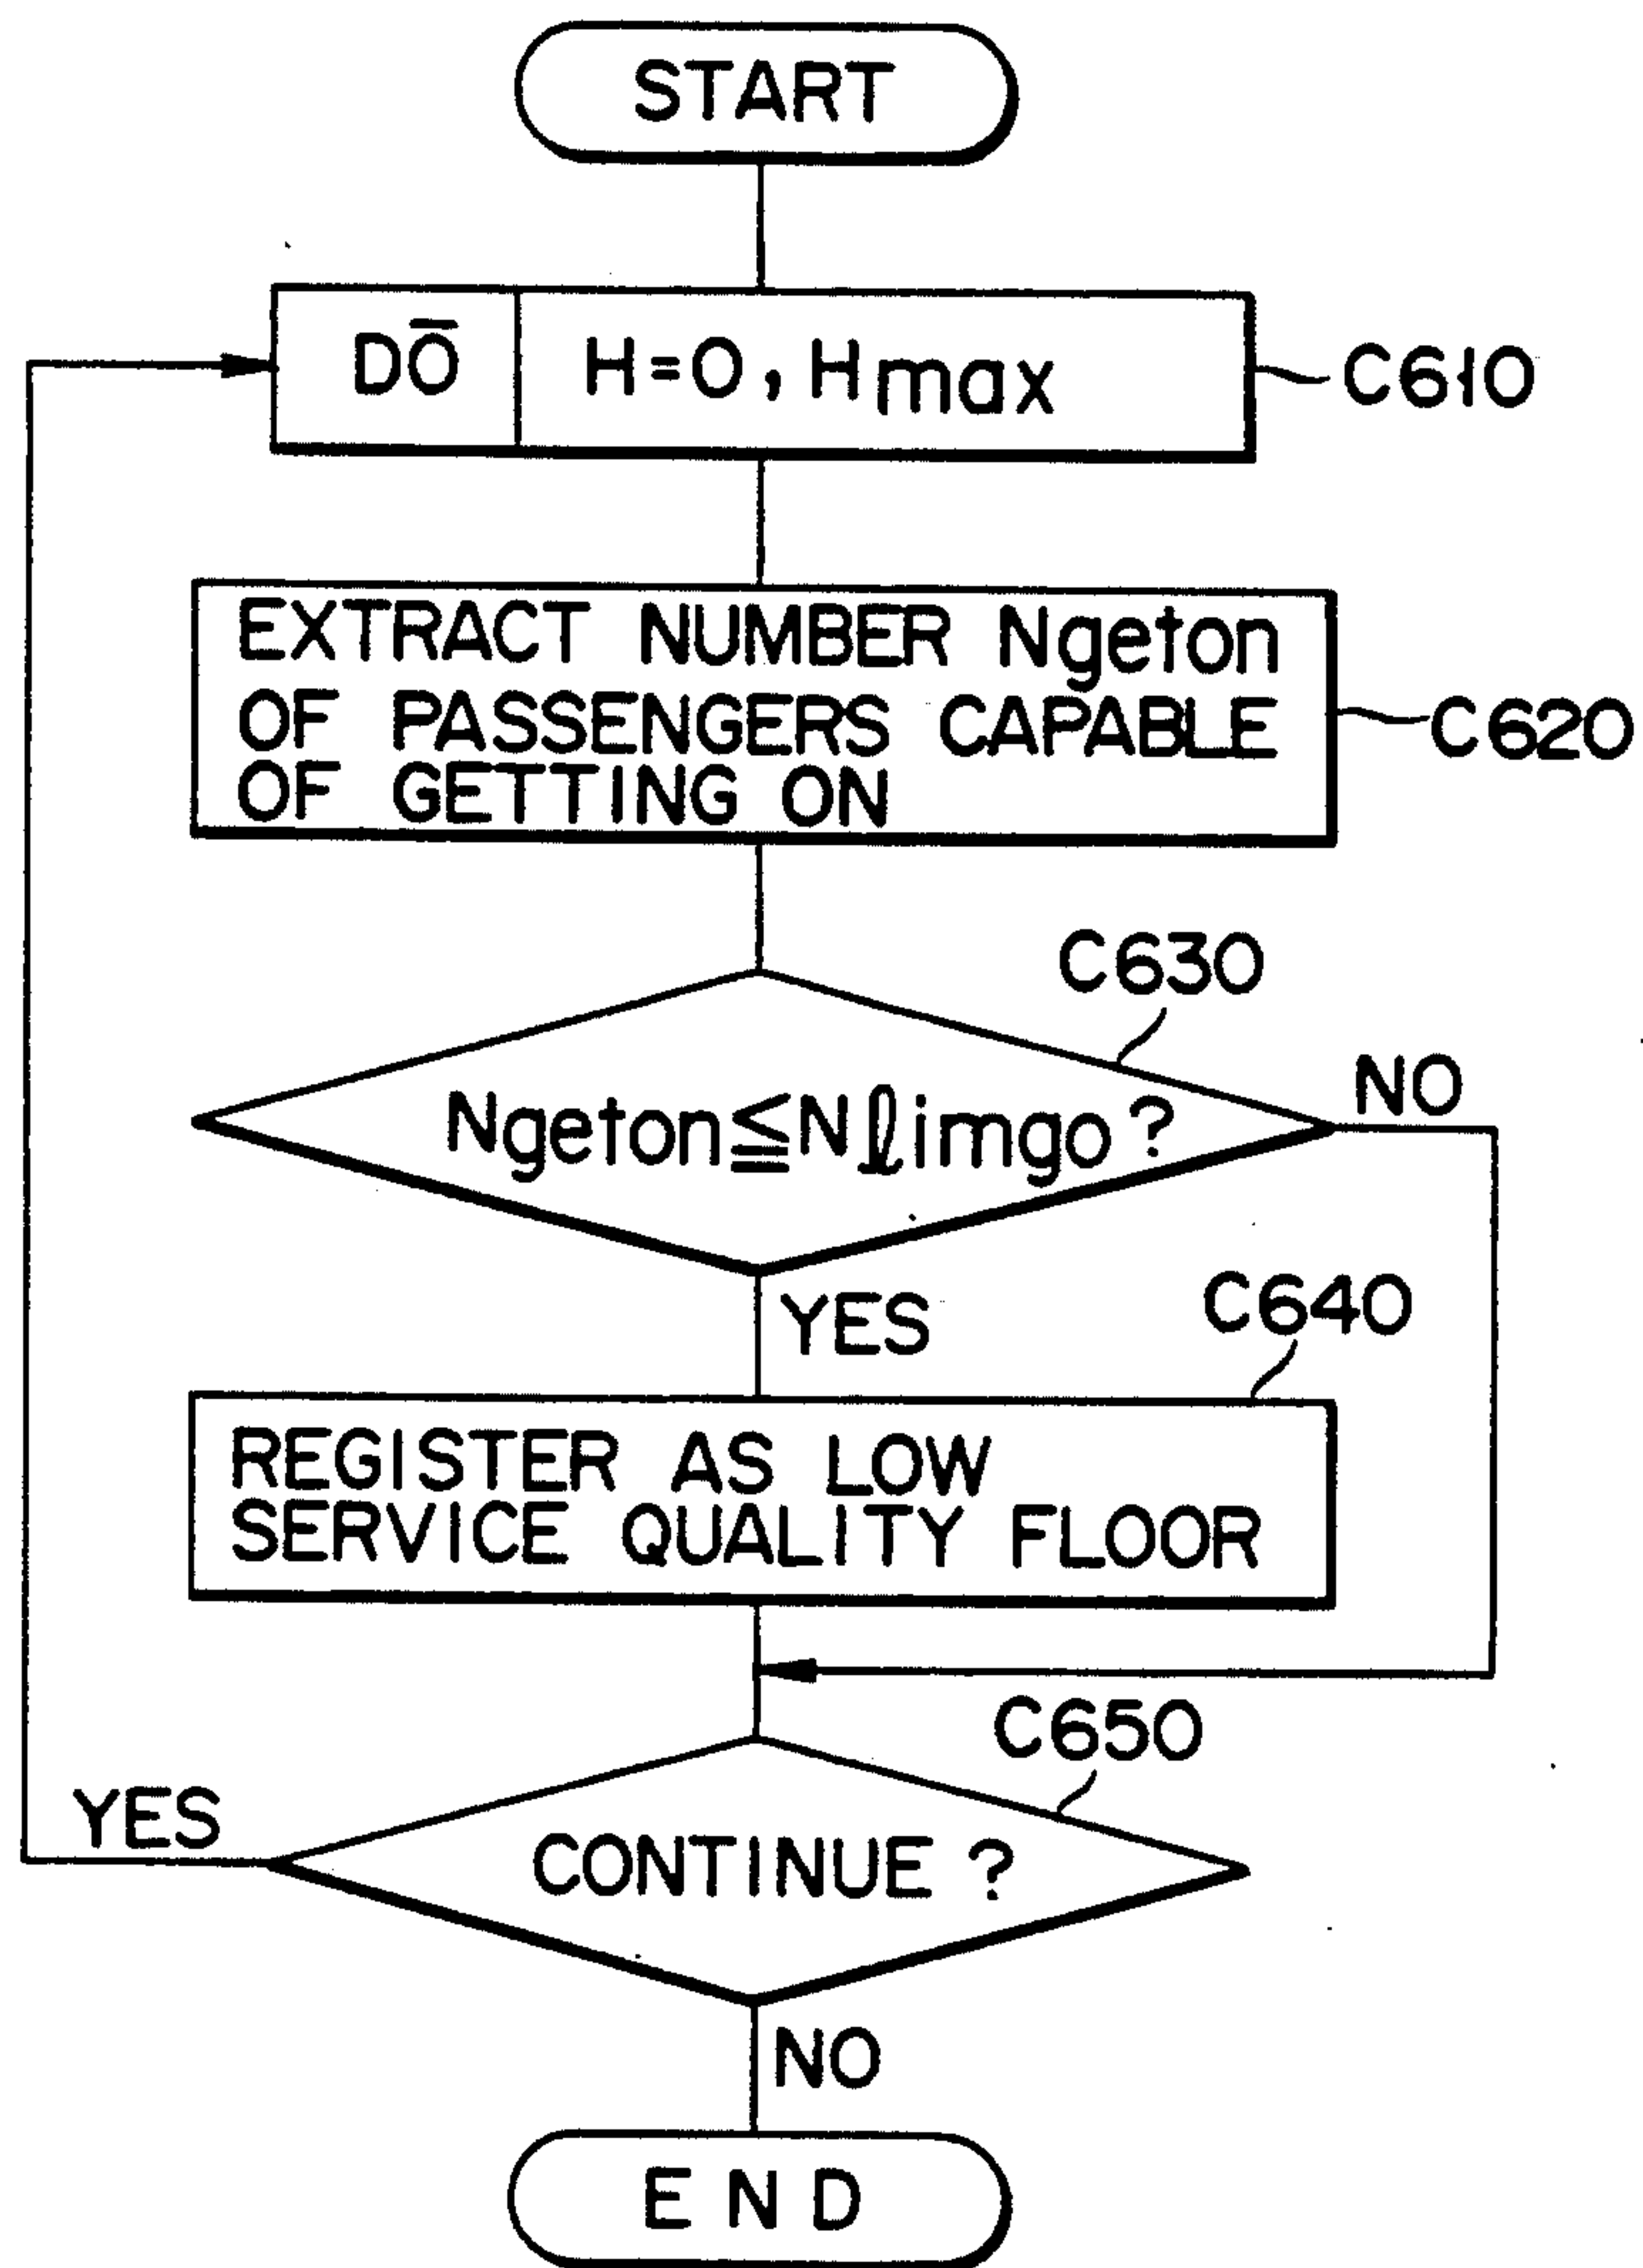 START
DŌ H=0, Hmax
C610
EXTRACT NUMBER Ngeton
OF PASSENGERS CAPABLE
OF GETTING ON
C620
C630
Ngeton≦Nℓimgo?
NO
YES
C640
REGISTER AS LOW
SERVICE QUALITY FLOOR
C650
CONTINUE?
YES
NO
END